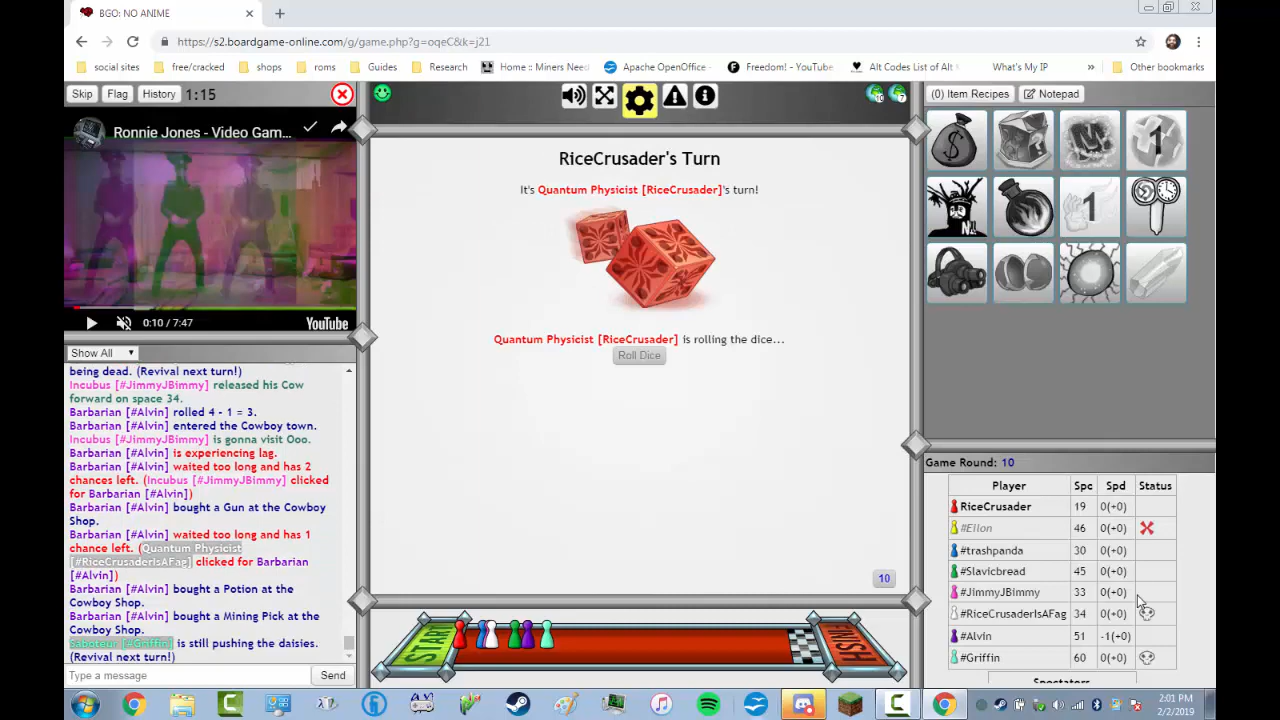 BGO: NO ANIME
https://s2.boardgame-online.com/g/game.php?g=oqeC&k=j21
social sites
free/cracked
shops
roms
Guides
Research
Home :: Miners Need
Apache OpenOffice -
Freedom! - YouTube
Alt Codes List of Alt
What's My IP
»
Other bookmarks
Skip
Flag
History
1:15
Ronnie Jones - Video Gam...
0:10 / 7:47
YouTube
Show All
being dead. (Revival next turn!)
Incubus [#JimmyJBimmy] released his Cow
forward on space 34.
Barbarian [#Alvin] rolled 4 - 1 = 3.
Barbarian [#Alvin] entered the Cowboy town.
Incubus [#JimmyJBimmy] is gonna visit Ooo.
Barbarian [#Alvin] is experiencing lag.
Barbarian [#Alvin] waited too long and has 2
chances left. (Incubus [#JimmyJBimmy] clicked
for Barbarian [#Alvin])
Barbarian [#Alvin] bought a Gun at the Cowboy
Shop.
Barbarian [#Alvin] waited too long and has 1
chance left. (Quantum Physicist
[#RiceCrusaderIsAFag] clicked for Barbarian
[#Alvin])
Barbarian [#Alvin] bought a Potion at the
Cowboy Shop.
Barbarian [#Alvin] bought a Mining Pick at the
Cowboy Shop.
Saboteur [#Griffin] is still pushing the daisies.
(Revival next turn!)
Type a message
Send
10
7
RiceCrusader's Turn
It's Quantum Physicist [RiceCrusader]'s turn!
Quantum Physicist [RiceCrusader] is rolling the dice...
Roll Dice
10
START
FINISH
(0) Item Recipes
Notepad
$
1
N!
1
Game Round: 10
Player Spc Spd Status
RiceCrusader 19 0(+0)
#Ellon 46 0(+0)
#trashpanda 30 0(+0)
#Slavicbread 45 0(+0)
#JimmyJBimmy 33 0(+0)
#RiceCrusaderIsAFag 34 0(+0)
#Alvin 51 -1(+0)
#Griffin 60 0(+0)
Spectators
2:01 PM
2/2/2019